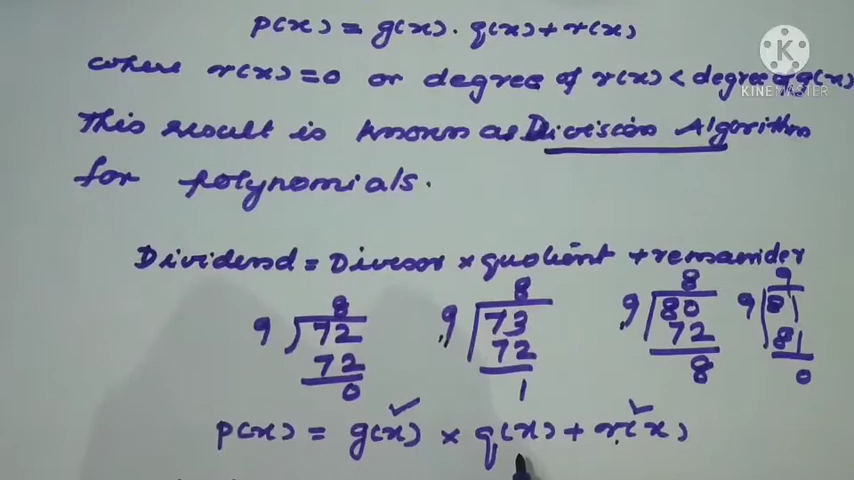 p(x) = g(x) . q(x) + r(x)
where r(x) = 0 or degree of r(x) < degree of g(x)
KINEMASTER
This result is known as Division Algorithm
for polynomials.
Dividend = Divisor × quotient + remainder
8 8 8 9
9 72 9 73 9 80 9 81
72 72 72 81
0 1 8 0
p(x) = g(x) × q(x) + r(x)